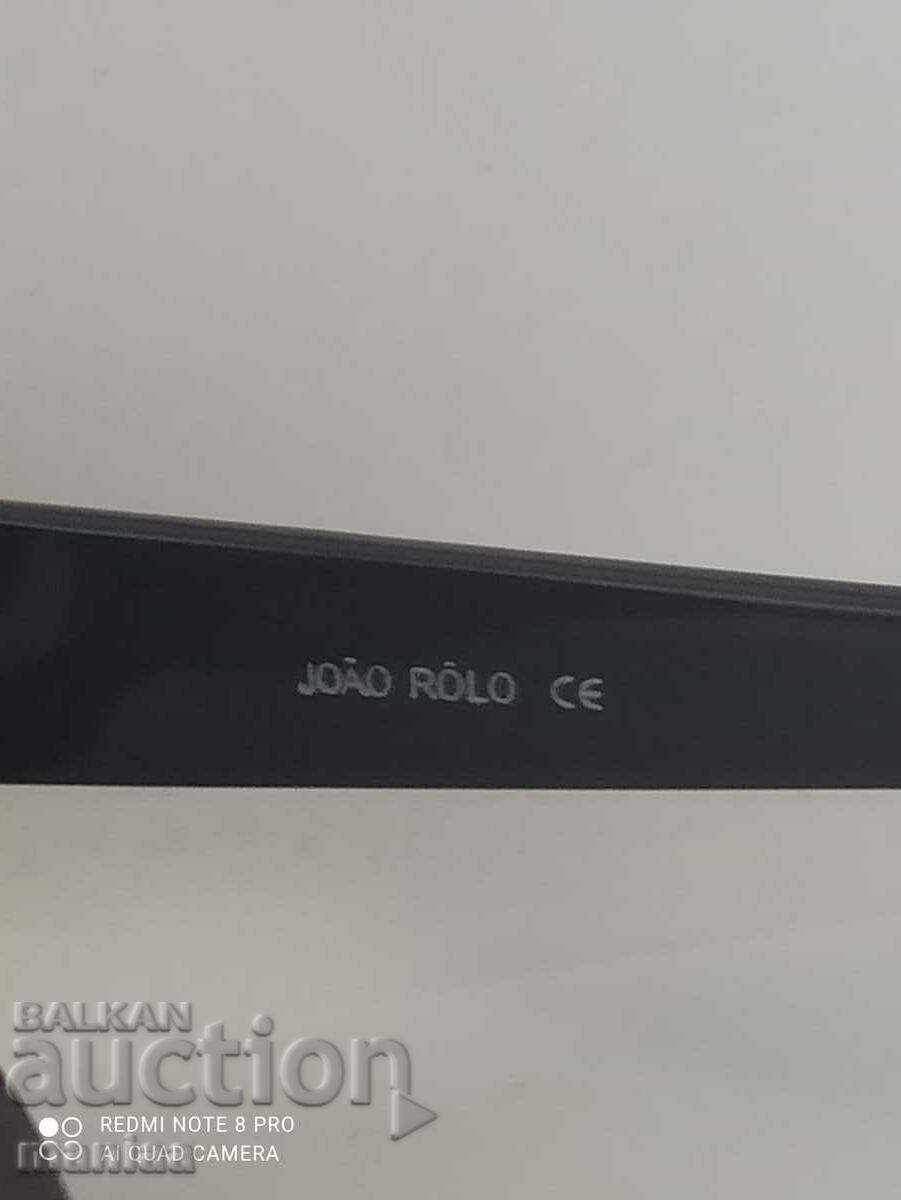 JOÃO RÔLO CE
BALKAN
auction
REDMI NOTE 8 PRO
AI QUAD CAMERA